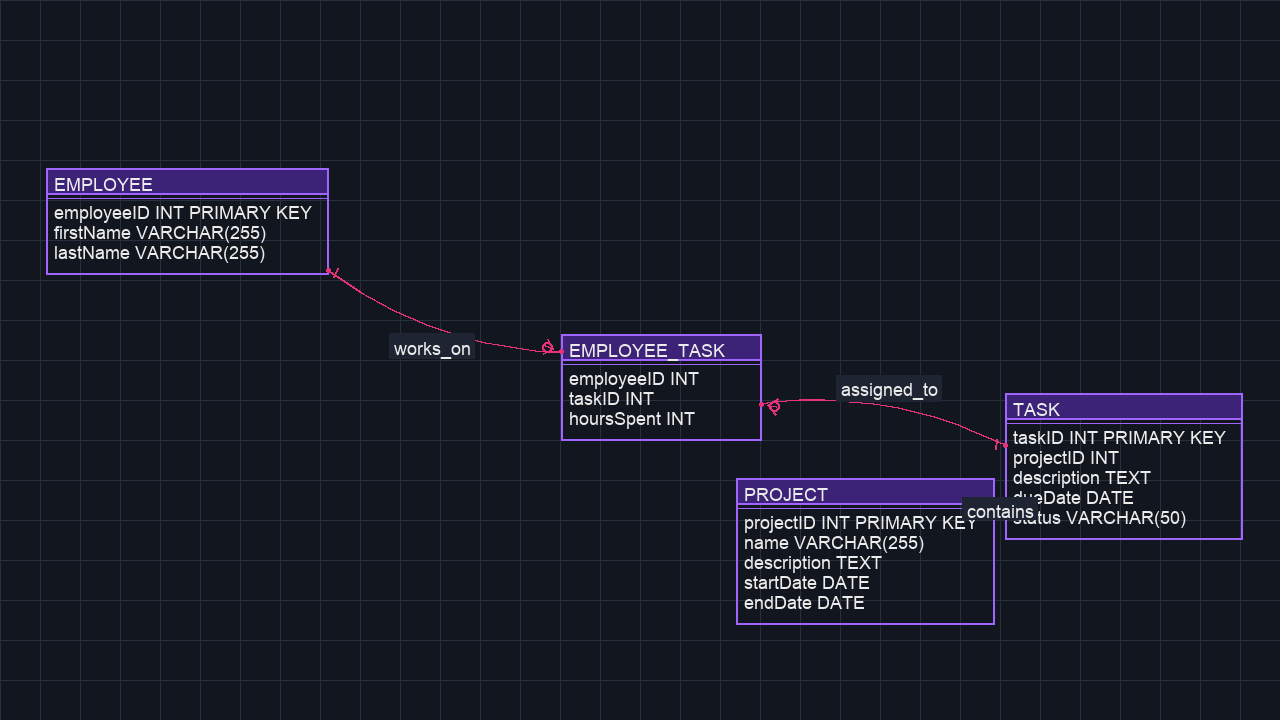 EMPLOYEE
employeeID INT PRIMARY KEY
firstName VARCHAR(255)
lastName VARCHAR(255)
works_on
EMPLOYEE_TASK
employeeID INT
taskID INT
hoursSpent INT
assigned_to
TASK
taskID INT PRIMARY KEY
projectID INT
description TEXT
dueDate DATE
status VARCHAR(50)
contains
PROJECT
projectID INT PRIMARY KEY
name VARCHAR(255)
description TEXT
startDate DATE
endDate DATE